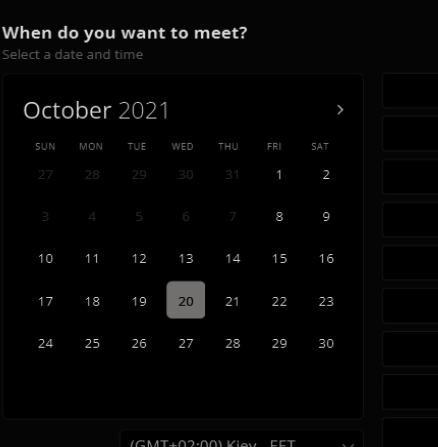 When do you want to meet?
Select a date and time
October 2021 >
SUN MON TUE WED THU FRI SAT
27 28 29 30 31 1 2
3 4 5 6 7 8 9
10 11 12 13 14 15 16
17 18 19 20 21 22 23
24 25 26 27 28 29 30
(GMT+02:00) Kiev - EET